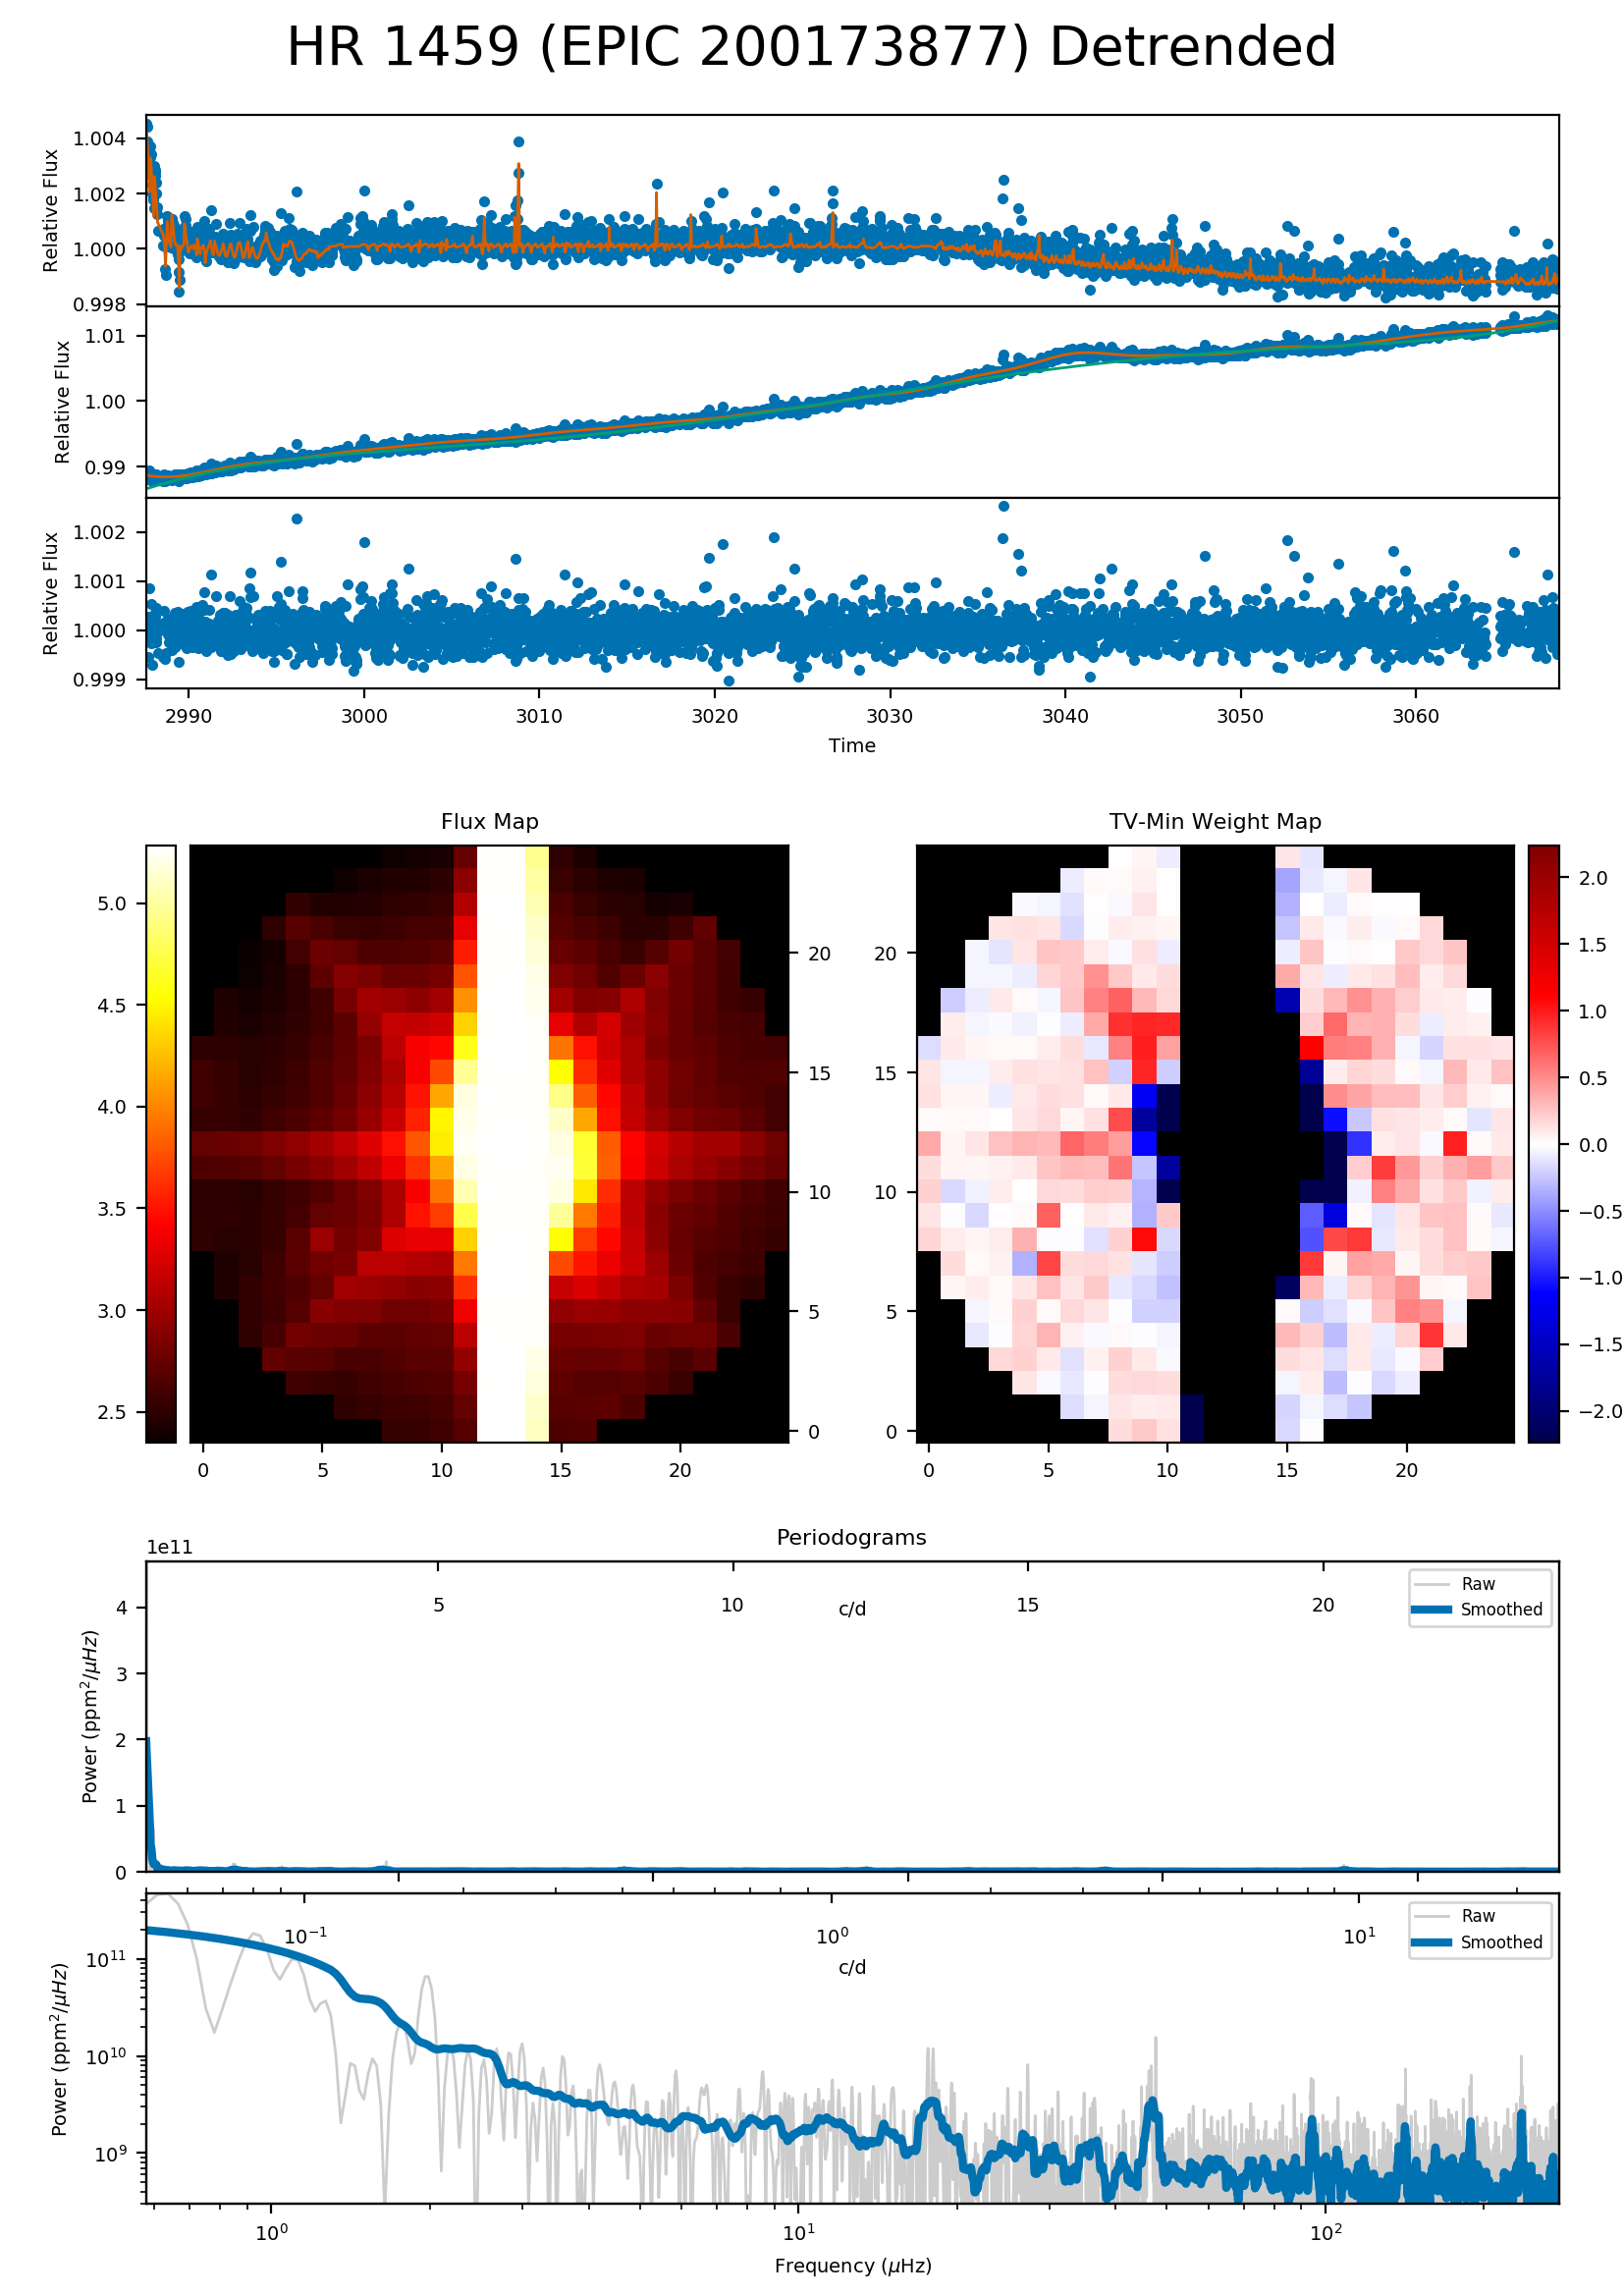 HR 1459 (EPIC 200173877) Detrended
1.004
1.002
1.000
0.998
Relative Flux
1.01
1.00
0.99
Relative Flux
1.002
1.001
1.000
0.999
Relative Flux
2990 3000 3010 3020 3030 3040 3050 3060
Time
Flux Map
5.0
4.5
4.0
3.5
3.0
2.5
20
15
10
5
0
0 5 10 15 20
TV-Min Weight Map
20
15
10
5
0
0 5 10 15 20
2.0
1.5
1.0
0.5
0.0
−0.5
−1.0
−1.5
−2.0
Periodograms
1e11
4
3
2
1
0
Power (ppm²/μHz)
5 10 15 20
c/d
Raw
Smoothed
10¹¹
10¹⁰
10⁹
Power (ppm²/μHz)
10⁻¹ 10⁰ 10¹
c/d
Raw
Smoothed
10⁰ 10¹ 10²
Frequency (μHz)